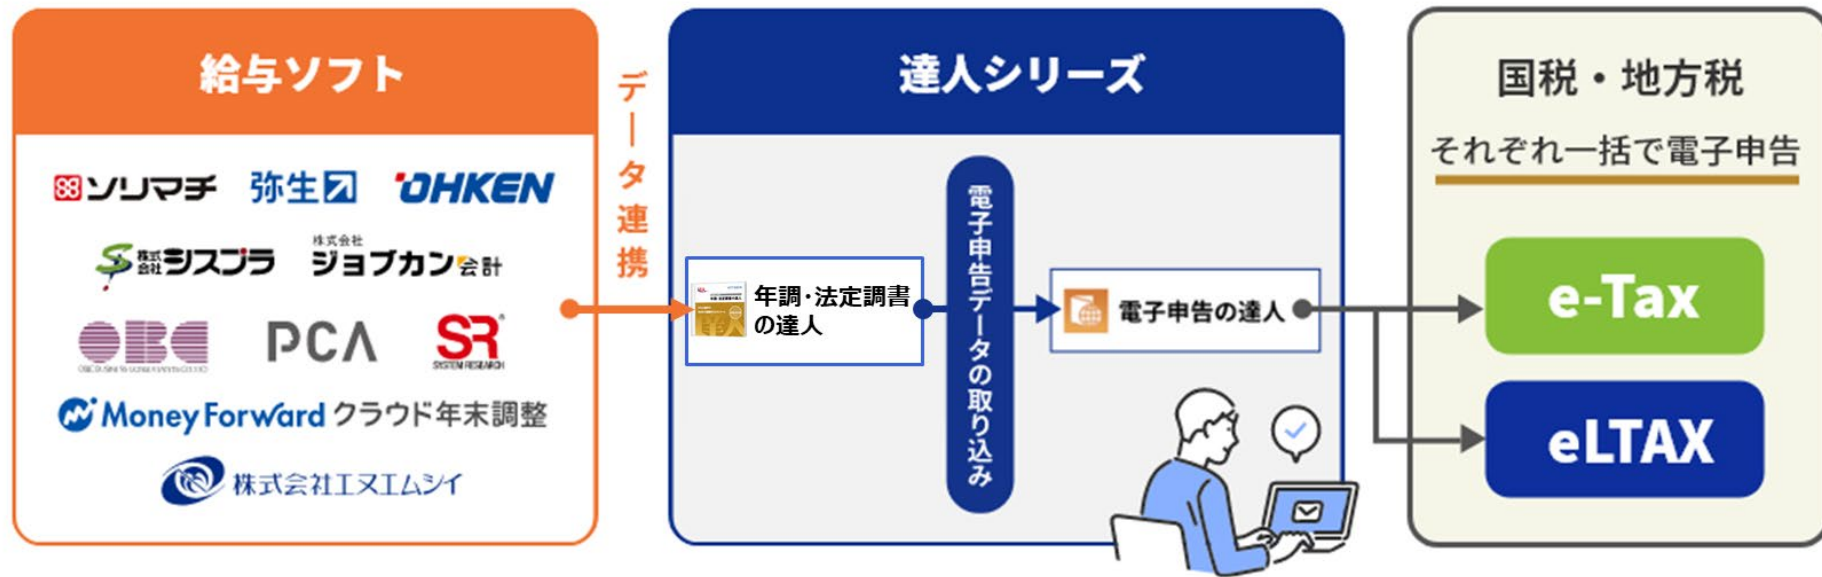 給与ソフト
ソリマチ
弥生
OHKEN
株式会社シスプラ
株式会社
ジョブカン会計
OBC
PCA
SR
SYSTEM RESEARCH
Money Forward クラウド年末調整
株式会社エヌエムシイ
データ連携
達人シリーズ
年調・法定調書
の達人
電子申告データの取り込み
電子申告の達人
国税・地方税
それぞれ一括で電子申告
e-Tax
eLTAX